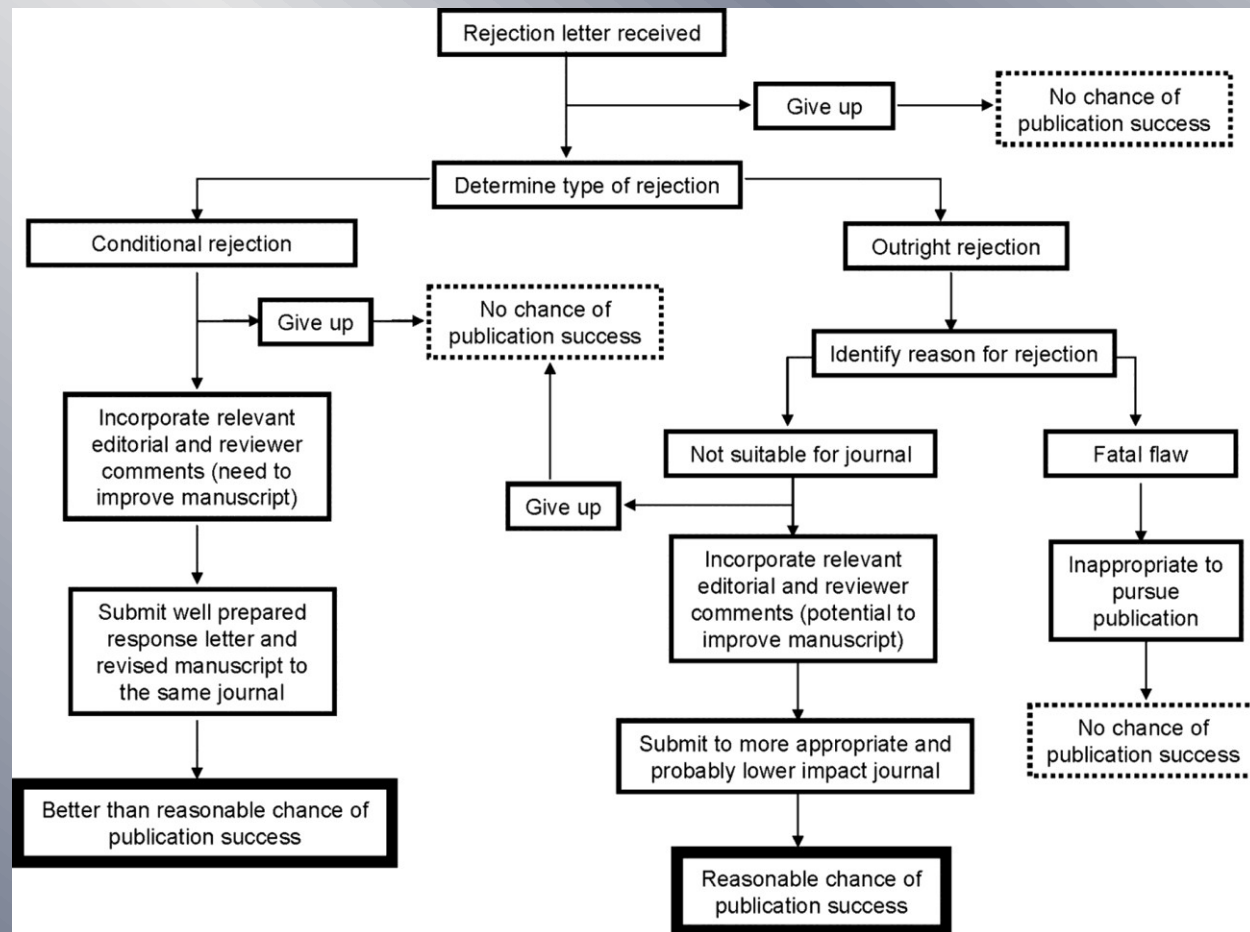 Rejection letter received
Give up
No chance of
publication success
Determine type of rejection
Conditional rejection
Outright rejection
Give up
No chance of
publication success
Identify reason for rejection
Incorporate relevant
editorial and reviewer
comments (need to
improve manuscript)
Not suitable for journal
Fatal flaw
Give up
Incorporate relevant
editorial and reviewer
comments (potential to
improve manuscript)
Inappropriate to
pursue
publication
Submit well prepared
response letter and
revised manuscript to
the same journal
Submit to more appropriate and
probably lower impact journal
No chance of
publication success
Better than reasonable chance of
publication success
Reasonable chance of
publication success